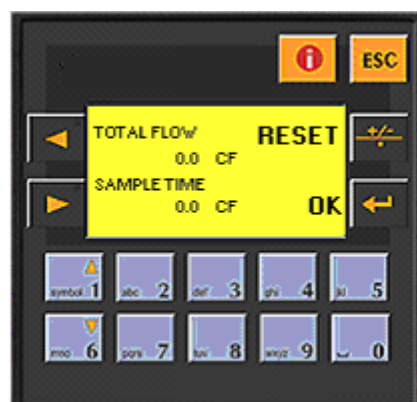 i ESC
TOTAL FLOW RESET +/-
0.0 CF
SAMPLE TIME
0.0 CF OK
symbol 1 abc 2 def 3 ghi 4 jkl 5
mno 6 pqrs 7 tuv 8 wxyz 9 0